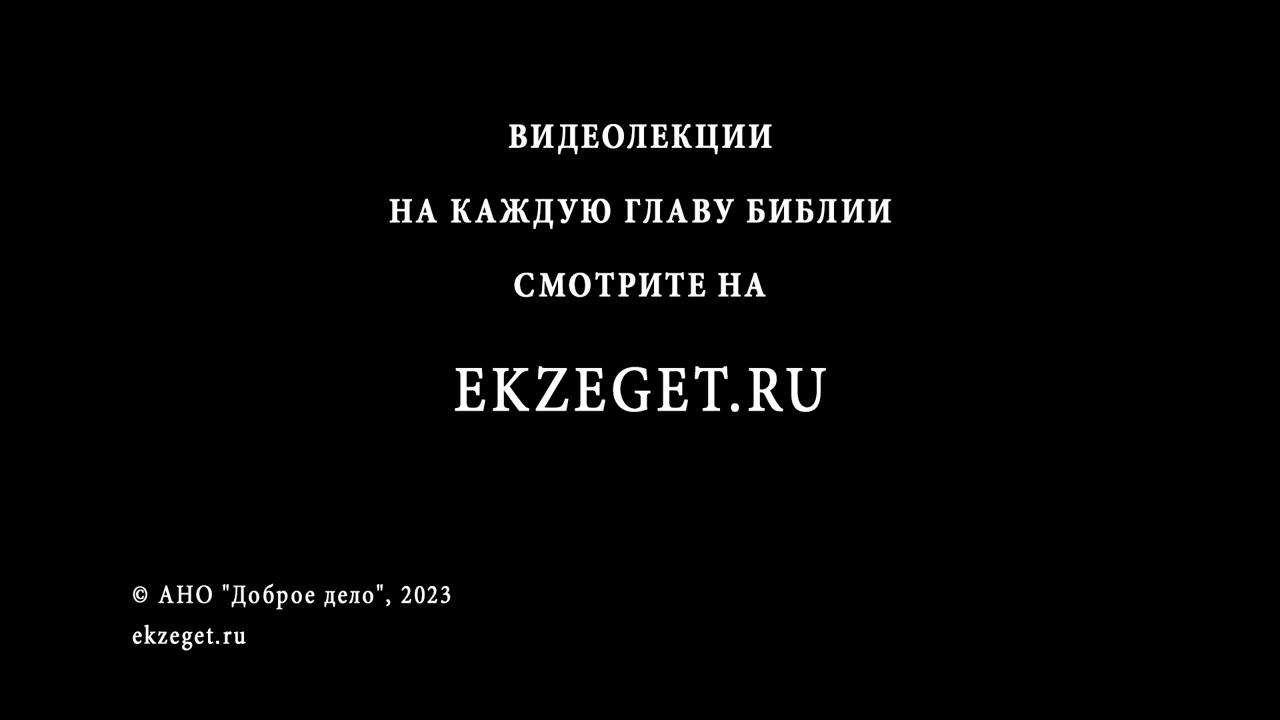 ВИДЕОЛЕКЦИИ
НА КАЖДУЮ ГЛАВУ БИБЛИИ
СМОТРИТЕ НА
EKZEGET.RU
© АНО "Доброе дело", 2023
ekzeget.ru